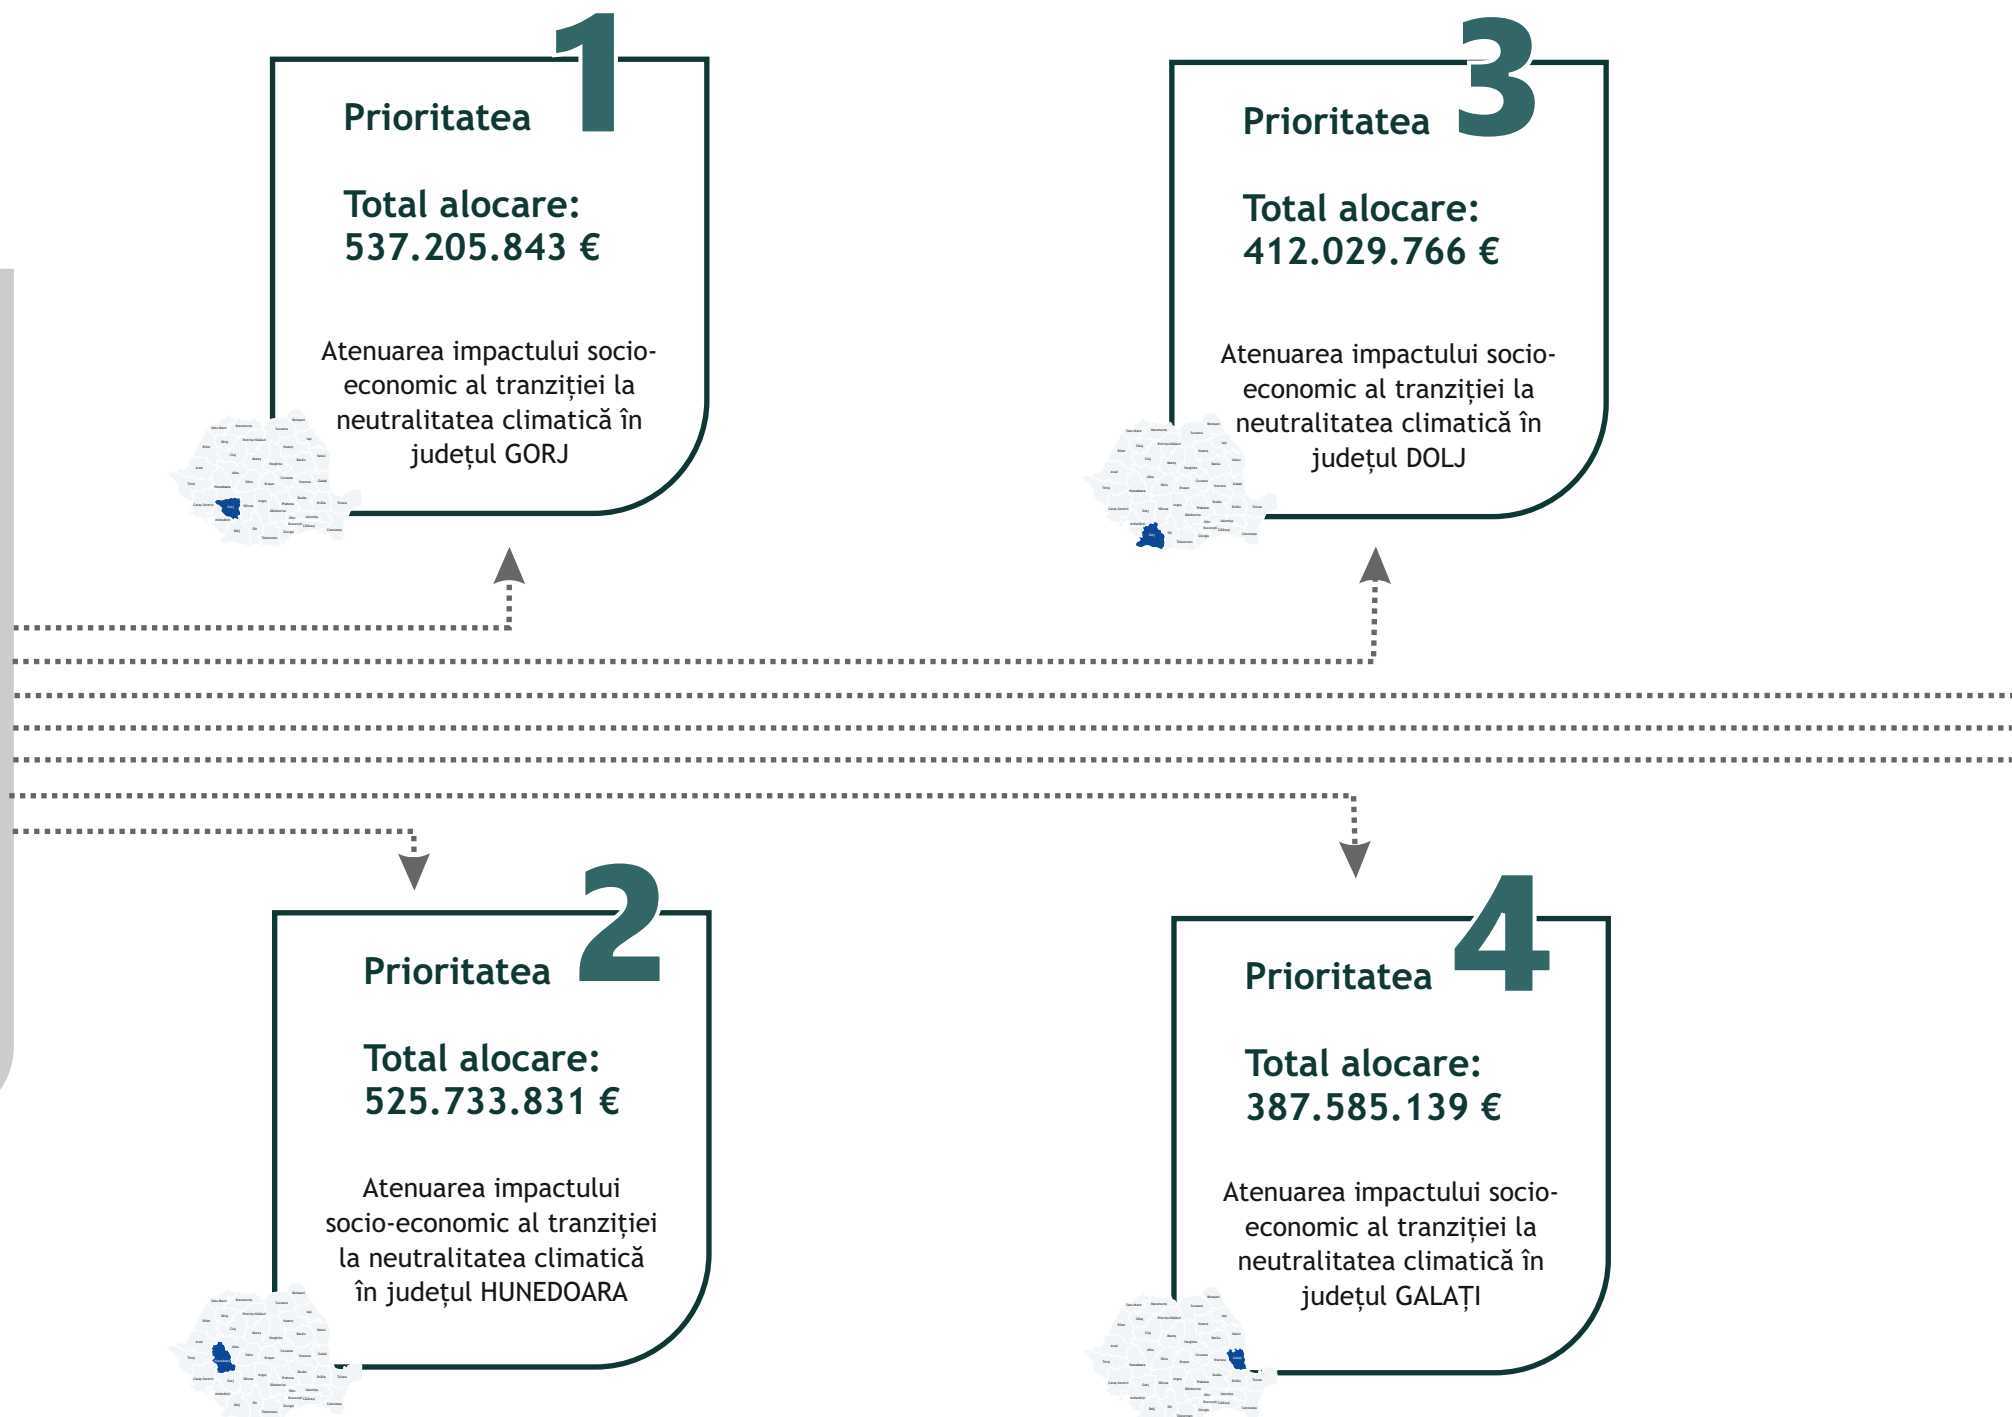 1
Prioritatea
Total alocare:
537.205.843 €
Atenuarea impactului socio-
economic al tranziției la
neutralitatea climatică în
județul GORJ
3
Prioritatea
Total alocare:
412.029.766 €
Atenuarea impactului socio-
economic al tranziției la
neutralitatea climatică în
județul DOLJ
2
Prioritatea
Total alocare:
525.733.831 €
Atenuarea impactului
socio-economic al tranziției
la neutralitatea climatică
în județul HUNEDOARA
4
Prioritatea
Total alocare:
387.585.139 €
Atenuarea impactului socio-
economic al tranziției la
neutralitatea climatică în
județul GALAȚI